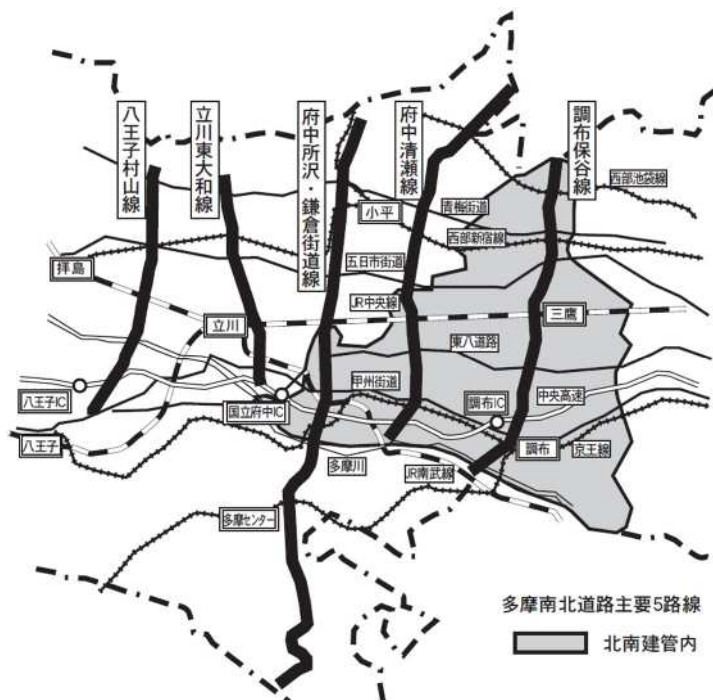 八王子村山線
立川東大和線
府中所沢・鎌倉街道線
府中清瀬線
調布保谷線
西部池袋線
青梅街道
小平
西部新宿線
五日市街道
拝島
JR中央線
立川
三鷹
東八道路
甲州街道
八王子IC
国立府中IC
調布IC
中央高速
八王子
多摩川
JR南武線
調布
京王線
多摩センター
多摩南北道路主要5路線
北南建管内